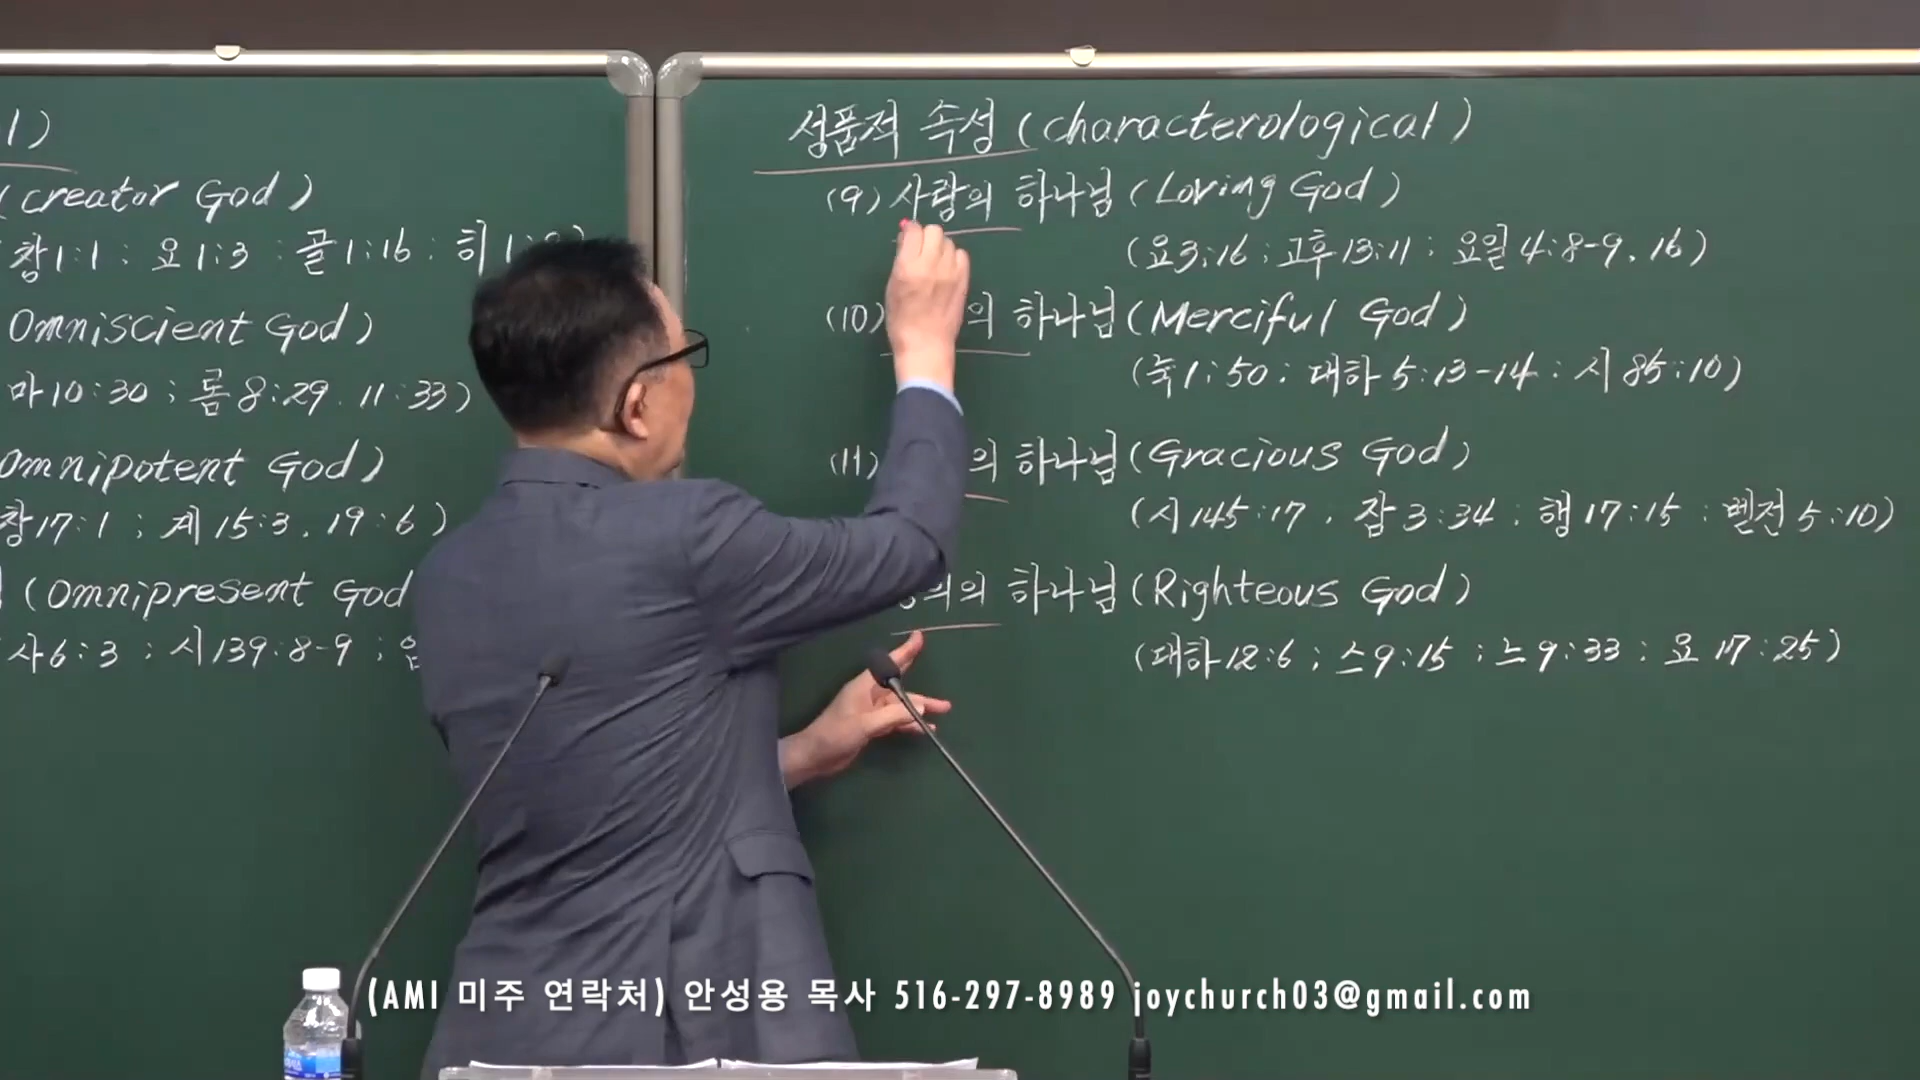 l)
(creator God)
창1:1 ; 요1:3 ; 골1:16 ; 히1:
Omniscient God)
마10:30 ; 롬8:29, 11:33)
Omnipotent God)
창17:1 ; 계15:3, 19:6)
(Omnipresent God
사6:3 ; 시139:8-9 ;
성품적 속성 (characterological)
(9) 사랑의 하나님 (Loving God)
(요3:16 ; 고후13:11 ; 요일4:8-9, 16)
(10) 의 하나님 (Merciful God)
(눅1:50 ; 대하5:13-14 ; 시85:10)
(11) 의 하나님 (Gracious God)
(시145:17, 잠3:34 ; 행17:15 ; 벧전5:10)
의의 하나님 (Righteous God)
(대하12:6 ; 스9:15 ; 느9:33 ; 요17:25)
(AMI 미주 연락처) 안성용 목사 516-297-8989 joychurch03@gmail.com